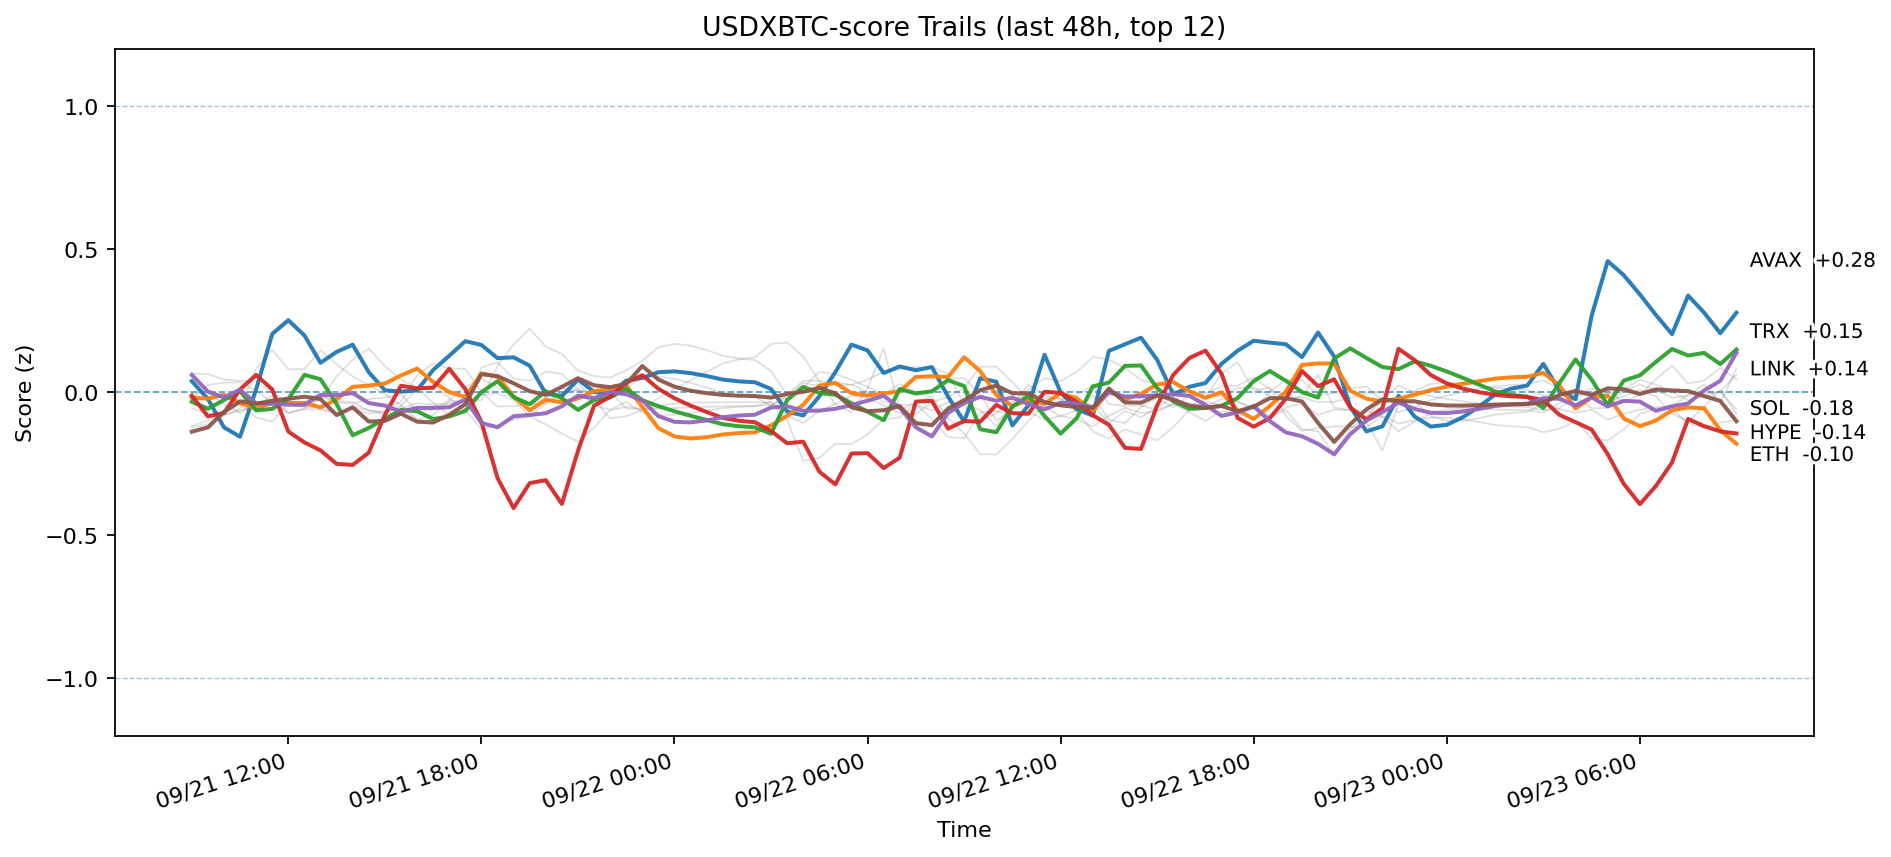 USDXBTC-score Trails (last 48h, top 12)
Score (z)
1.0
0.5
0.0
−0.5
−1.0
AVAX +0.28
TRX +0.15
LINK +0.14
SOL -0.18
HYPE -0.14
ETH -0.10
09/21 12:00
09/21 18:00
09/22 00:00
09/22 06:00
09/22 12:00
09/22 18:00
09/23 00:00
09/23 06:00
Time